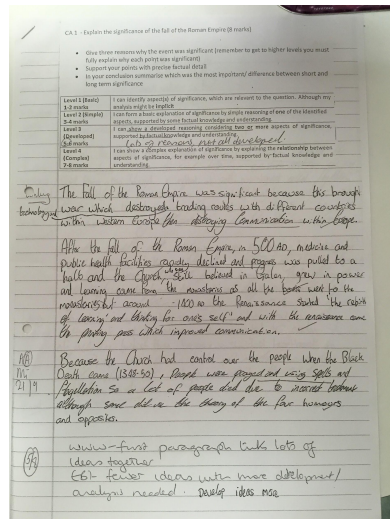 CA.1 - Explain the significance of the fall of the Roman Empire (8 marks)
Give three reasons why the event was significant (remember to get to higher levels you must
fully explain why each point was significant)
Support your points with precise factual detail
In your conclusion summarise which was the most important/ difference between short and
long term significance
Level 1 (Basic)
1-2 marks
I can identify aspect(s) of significance, which are relevant to the question. Although my
analysis might be implicit
Level 2 (Simple)
3-4 marks
I can form a basic explanation of significance by simple reasoning of one of the identified
aspects, supported by some factual knowledge and understanding.
Level 3
(Developed)
5-6 marks
I can show a developed reasoning considering two or more aspects of significance,
supported by factual knowledge and understanding
lots of reasons, not all developed
Level 4
(Complex)
7-8 marks
I can show a complex explanation of significance by explaining the relationship between
aspects of significance, for example over time, supported by factual knowledge and
understanding.
technology
The Fall of the Roman Empire was significant because this brough
war which destroyeds trading routes with different countries
within western Europe then destroying Communication within Europe.
After the fall of the Roman Empire, in 500 AD, medicine and
public health facilities rapidly declined and progress was pulled to a
halt and the Church, who still believed in Galen, grew in power
and learning came from the monasteries as all the books went to the
monasteries but around 1400 AD the Renaissance started 'the rebirth
of learning' and thinking for one's self' and with the renaissance came
the printing press which improved communication.
Because the Church had control over the people when the Black
Death came (1348-50), People were prayed and using spells and
so a lot of people died due to incorrect treatment
although some did use the theory of the four humours
and opposites.
21/9
5/8
www - first paragraph links lots of
ideas together
EBI - fewer ideas with more development/
analysis needed. Develop ideas more